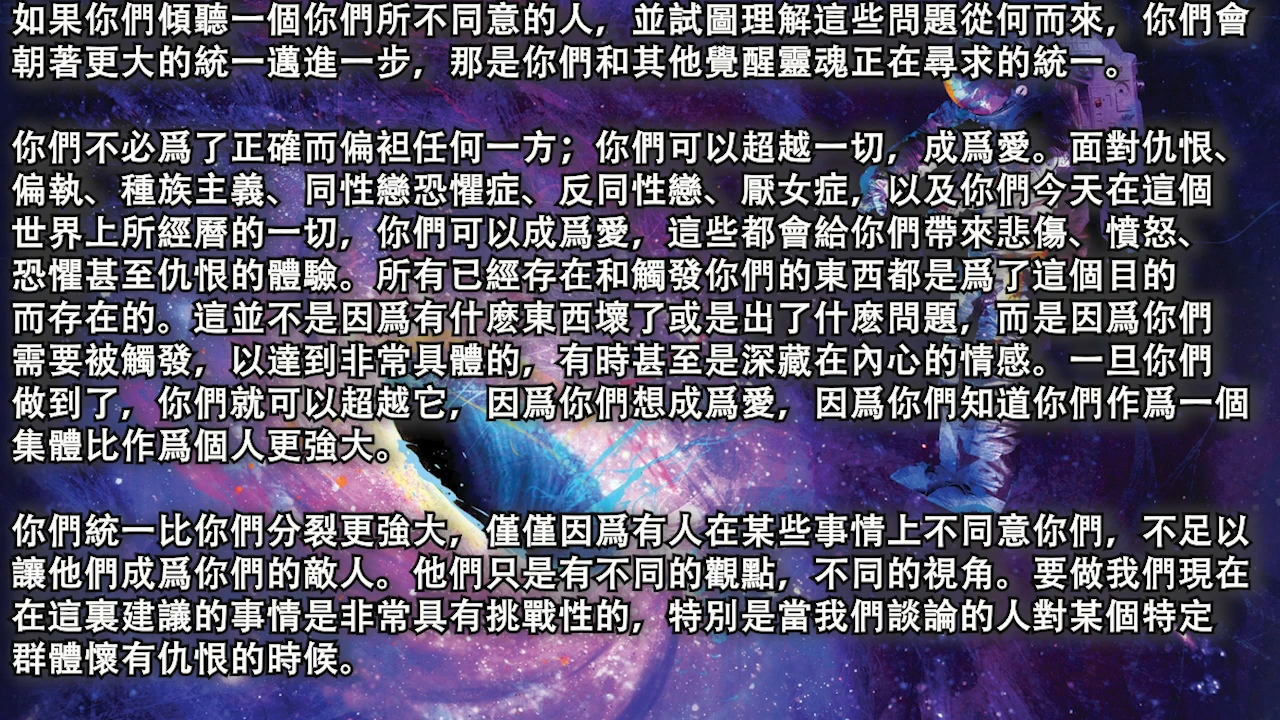 如果你們傾聽一個你們所不同意的人，並試圖理解這些問題從何而來，你們會
朝著更大的統一邁進一步，那是你們和其他覺醒靈魂正在尋求的統一。
你們不必爲了正確而偏袒任何一方；你們可以超越一切，成爲愛。面對仇恨、
偏執、種族主義、同性戀恐懼症、反同性戀、厭女症，以及你們今天在這個
世界上所經曆的一切，你們可以成爲愛，這些都會給你們帶來悲傷、憤怒、
恐懼甚至仇恨的體驗。所有已經存在和觸發你們的東西都是爲了這個目的
而存在的。這並不是因爲有什麽東西壞了或是出了什麽問題，而是因爲你們
需要被觸發，以達到非常具體的，有時甚至是深藏在內心的情感。一旦你們
做到了，你們就可以超越它，因爲你們想成爲愛，因爲你們知道你們作爲一個
集體比作爲個人更強大。
你們統一比你們分裂更強大，僅僅因爲有人在某些事情上不同意你們，不足以
讓他們成爲你們的敵人。他們只是有不同的觀點，不同的視角。要做我們現在
在這裏建議的事情是非常具有挑戰性的，特別是當我們談論的人對某個特定
群體懷有仇恨的時候。